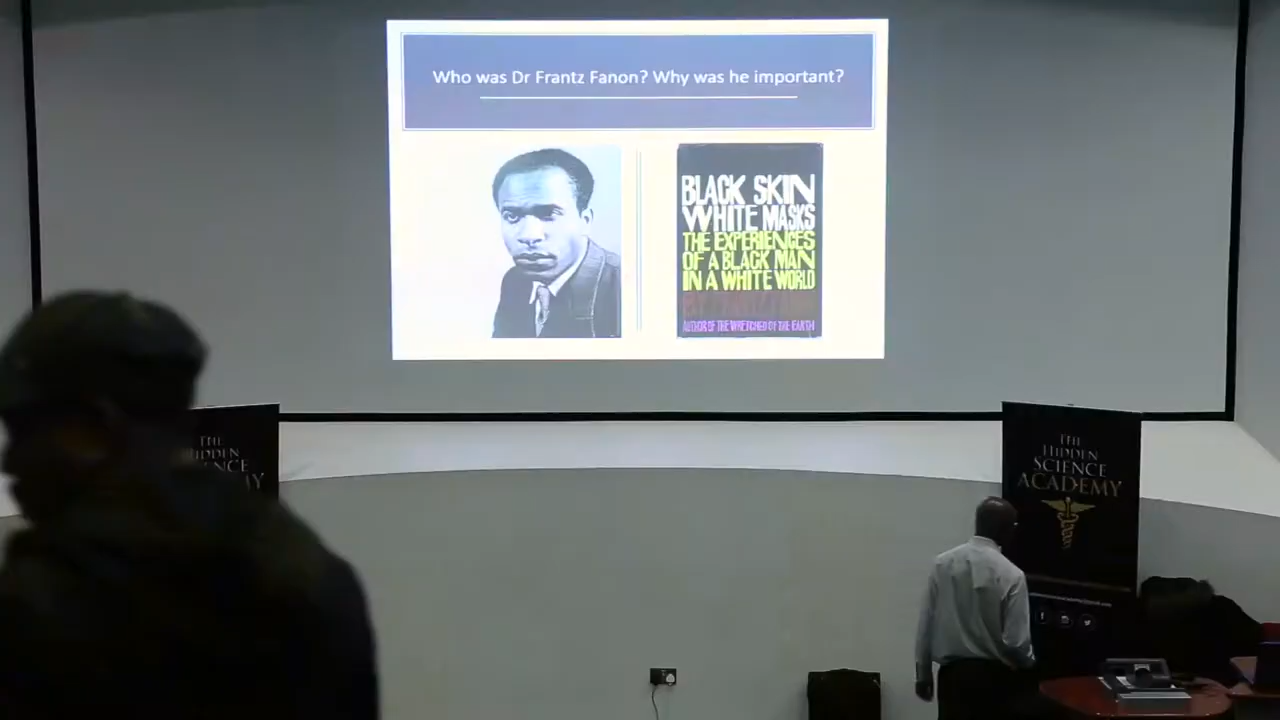 Who was Dr Frantz Fanon? Why was he important?
BLACK SKIN
WHITE MASKS
THE EXPERIENCES
OF A BLACK MAN
IN A WHITE WORLD
AUTHOR OF THE WRETCHED OF THE EARTH
THE
HIDDEN
SCIENCE
ACADEMY
THE